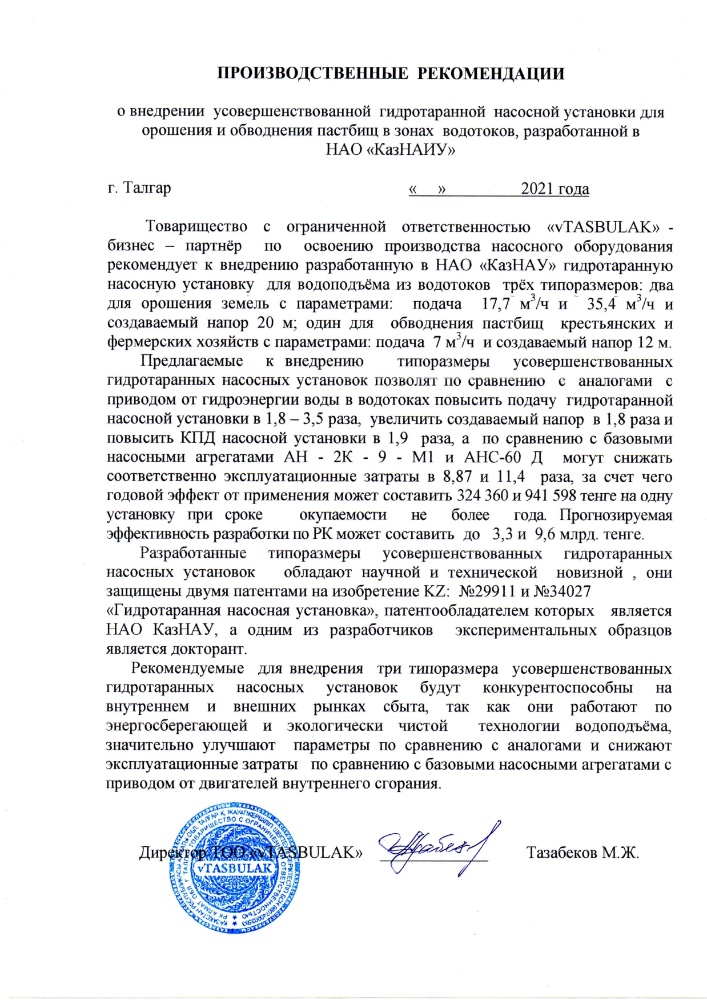 ПРОИЗВОДСТВЕННЫЕ РЕКОМЕНДАЦИИ
о внедрении усовершенствованной гидротаранной насосной установки для
орошения и обводнения пастбищ в зонах водотоков, разработанной в
НАО «КазНАИУ»
г. Талгар « » 2021 года
Товарищество с ограниченной ответственностью «vTASBULAK» -
бизнес – партнёр по освоению производства насосного оборудования
рекомендует к внедрению разработанную в НАО «КазНАУ» гидротаранную
насосную установку для водоподъёма из водотоков трёх типоразмеров: два
для орошения земель с параметрами: подача 17,7 м³/ч и 35,4 м³/ч и
создаваемый напор 20 м; один для обводнения пастбищ крестьянских и
фермерских хозяйств с параметрами: подача 7 м³/ч и создаваемый напор 12 м.
Предлагаемые к внедрению типоразмеры усовершенствованных
гидротаранных насосных установок позволят по сравнению с аналогами с
приводом от гидроэнергии воды в водотоках повысить подачу гидротаранной
насосной установки в 1,8 – 3,5 раза, увеличить создаваемый напор в 1,8 раза и
повысить КПД насосной установки в 1,9 раза, а по сравнению с базовыми
насосными агрегатами АН - 2К - 9 - М1 и АНС-60 Д могут снижать
соответственно эксплуатационные затраты в 8,87 и 11,4 раза, за счет чего
годовой эффект от применения может составить 324 360 и 941 598 тенге на одну
установку при сроке окупаемости не более года. Прогнозируемая
эффективность разработки по РК может составить до 3,3 и 9,6 млрд. тенге.
Разработанные типоразмеры усовершенствованных гидротаранных
насосных установок обладают научной и технической новизной , они
защищены двумя патентами на изобретение KZ: №29911 и №34027
«Гидротаранная насосная установка», патентообладателем которых является
НАО КазНАУ, а одним из разработчиков экспериментальных образцов
является докторант.
Рекомендуемые для внедрения три типоразмера усовершенствованных
гидротаранных насосных установок будут конкурентоспособны на
внутреннем и внешних рынках сбыта, так как они работают по
энергосберегающей и экологически чистой технологии водоподъёма,
значительно улучшают параметры по сравнению с аналогами и снижают
эксплуатационные затраты по сравнению с базовыми насосными агрегатами с
приводом от двигателей внутреннего сгорания.
Директор ТОО «vTASBULAK» Тазабеков М.Ж.
vTASBULAK
ТОВАРИЩЕСТВО С ОГРАНИЧЕННОЙ ОТВЕТСТВЕННОСТЬЮ